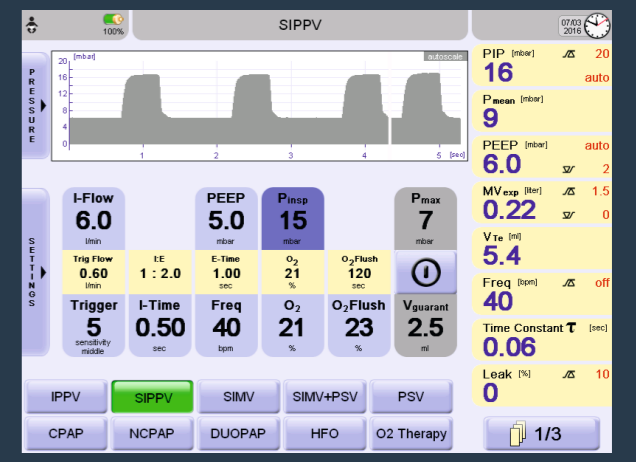 SIPPV
100%
07/03
2016
PRESSURE
[mbar]
autoscale
20
16
12
8
4
0
1 2 3 4 5 [sec]
PIP [mbar] 20
16 auto
Pmean [mbar]
9
PEEP [mbar] auto
6.0 2
MVexp [liter] 1.5
0.22 0
VTe [ml]
5.4
Freq [bpm] off
40
Time Constant τ [sec]
0.06
Leak [%] 10
0
1/3
SETTINGS
I-Flow PEEP Pinsp Pmax
6.0 5.0 15 7
l/min mbar mbar mbar
Trig Flow I:E E-Time O2 O2Flush
0.60 1 : 2.0 1.00 21 120
l/min sec % sec
Trigger I-Time Freq O2 O2Flush Vguarant
5 0.50 40 21 23 2.5
sensitivity
middle
sec bpm % % ml
IPPV SIPPV SIMV SIMV+PSV PSV
CPAP NCPAP DUOPAP HFO O2 Therapy